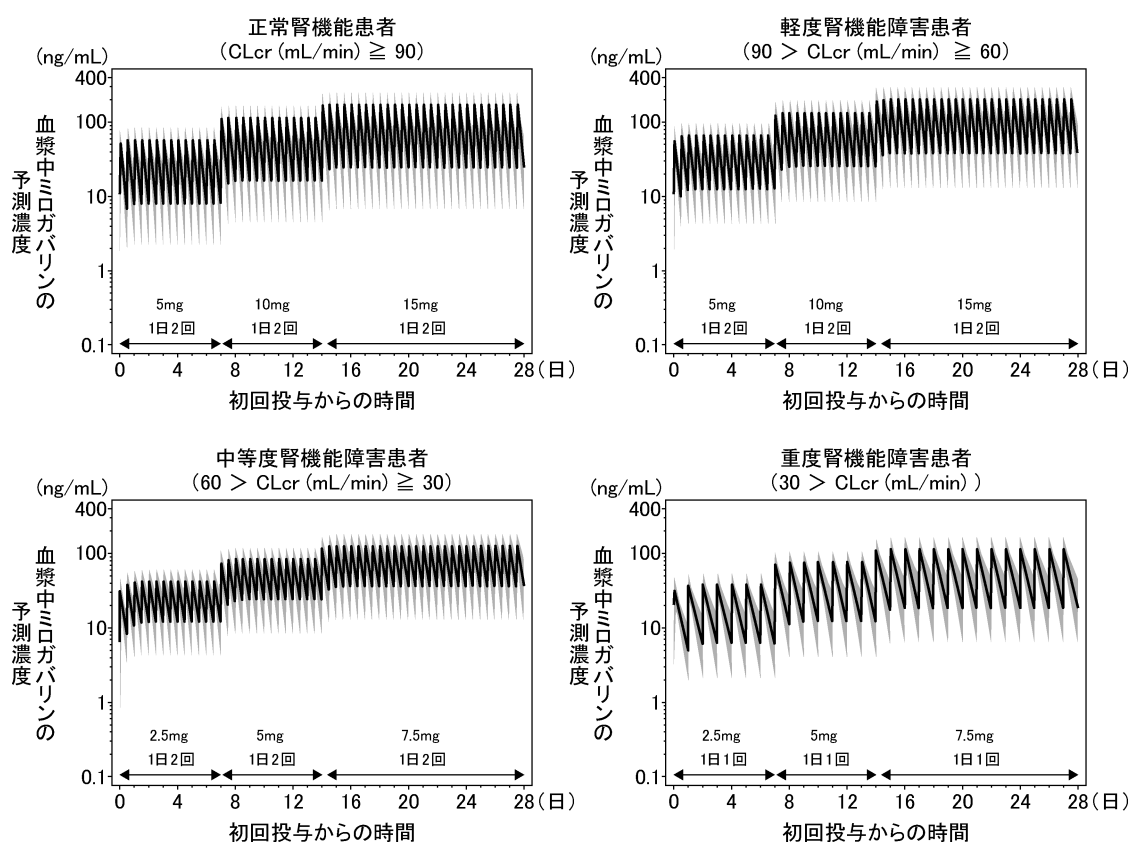 正常腎機能患者
(CLcr (mL/min) ≧ 90)
(ng/mL)
血漿中ミロガバリンの
予測濃度
400
100
10
1
0.1
5mg
1日2回
10mg
1日2回
15mg
1日2回
0 4 8 12 16 20 24 28(日)
初回投与からの時間
軽度腎機能障害患者
(90 > CLcr (mL/min) ≧ 60)
(ng/mL)
血漿中ミロガバリンの
予測濃度
400
100
10
1
0.1
5mg
1日2回
10mg
1日2回
15mg
1日2回
0 4 8 12 16 20 24 28(日)
初回投与からの時間
中等度腎機能障害患者
(60 > CLcr (mL/min) ≧ 30)
(ng/mL)
血漿中ミロガバリンの
予測濃度
400
100
10
1
0.1
2.5mg
1日2回
5mg
1日2回
7.5mg
1日2回
0 4 8 12 16 20 24 28(日)
初回投与からの時間
重度腎機能障害患者
(30 > CLcr (mL/min) )
(ng/mL)
血漿中ミロガバリンの
予測濃度
400
100
10
1
0.1
2.5mg
1日1回
5mg
1日1回
7.5mg
1日1回
0 4 8 12 16 20 24 28(日)
初回投与からの時間